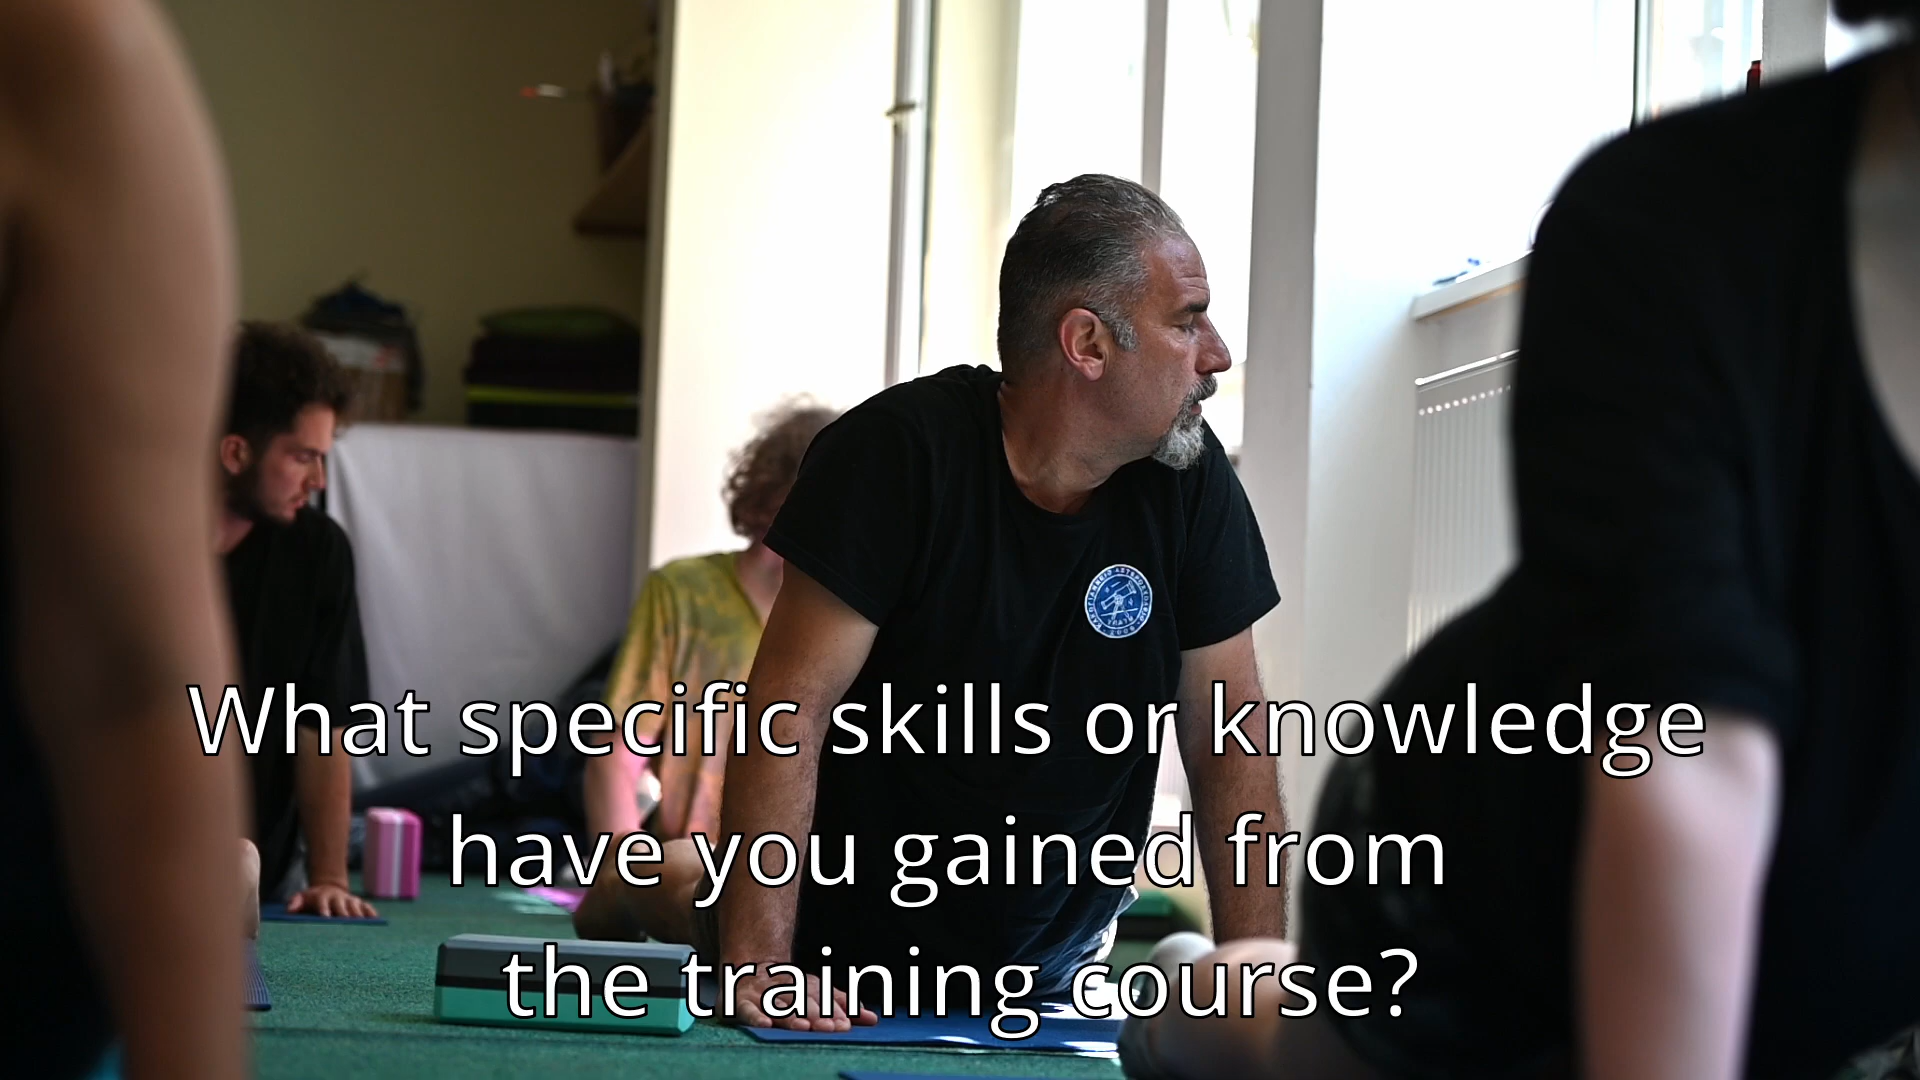 What specific skills or knowledge
have you gained from
the training course?